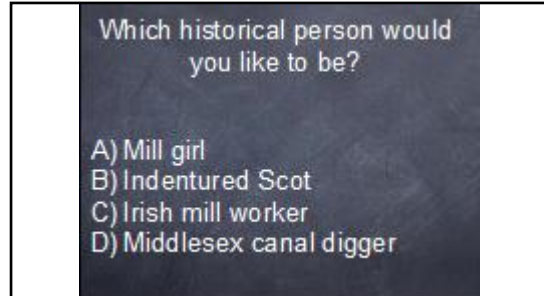 Which historical person would
you like to be?
A) Mill girl
B) Indentured Scot
C) Irish mill worker
D) Middlesex canal digger